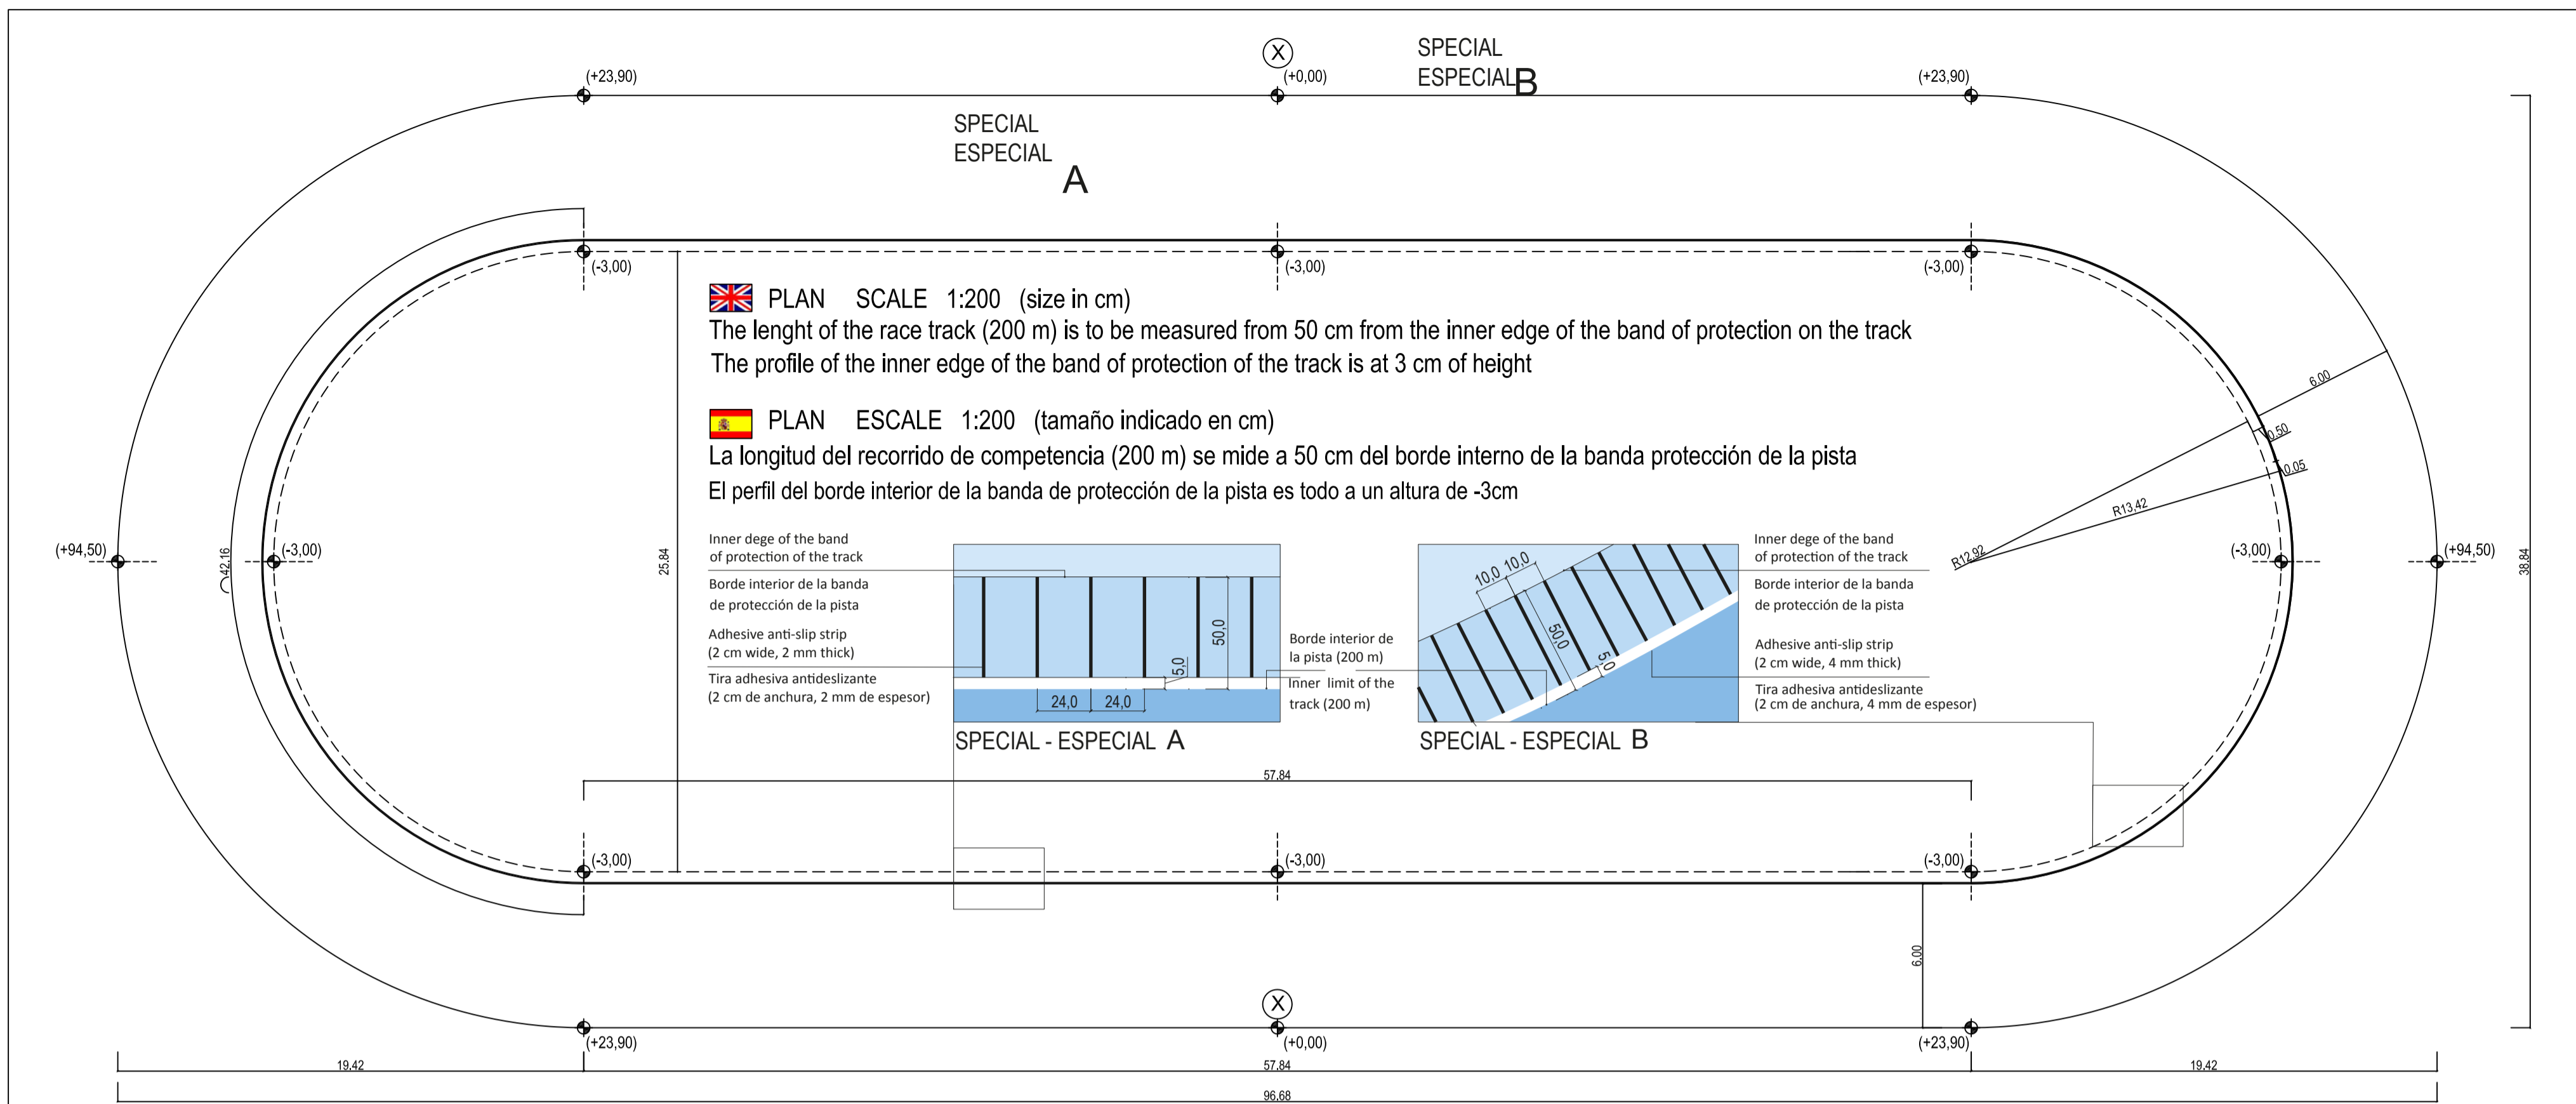 X
SPECIAL
ESPECIAL B
(+23,90)
(+0,00)
(+23,90)
SPECIAL
ESPECIAL
A
(-3,00)
(-3,00)
(-3,00)
PLAN SCALE 1:200 (size in cm)
The lenght of the race track (200 m) is to be measured from 50 cm from the inner edge of the band of protection on the track
The profile of the inner edge of the band of protection of the track is at 3 cm of height
6.00
PLAN ESCALE 1:200 (tamaño indicado en cm)
0.50
La longitud del recorrido de competencia (200 m) se mide a 50 cm del borde interno de la banda protección de la pista
0.05
El perfil del borde interior de la banda de protección de la pista es todo a un altura de -3cm
R13,42
R12,92
(+94,50)
42.16
(-3,00)
25.84
Inner dege of the band
of protection of the track
Borde interior de la banda
de protección de la pista
Adhesive anti-slip strip
(2 cm wide, 2 mm thick)
Tira adhesiva antideslizante
(2 cm de anchura, 2 mm de espesor)
50,0
5,0
24,0 24,0
SPECIAL - ESPECIAL A
Borde interior de
la pista (200 m)
Inner limit of the
track (200 m)
10,0 10,0
50,0
5,0
SPECIAL - ESPECIAL B
Inner dege of the band
of protection of the track
Borde interior de la banda
de protección de la pista
Adhesive anti-slip strip
(2 cm wide, 4 mm thick)
Tira adhesiva antideslizante
(2 cm de anchura, 4 mm de espesor)
(-3,00)
(+94,50)
38.84
57.84
(-3,00)
(-3,00)
(-3,00)
6.00
X
(+23,90)
(+0,00)
(+23,90)
19.42
57.84
19.42
96.68